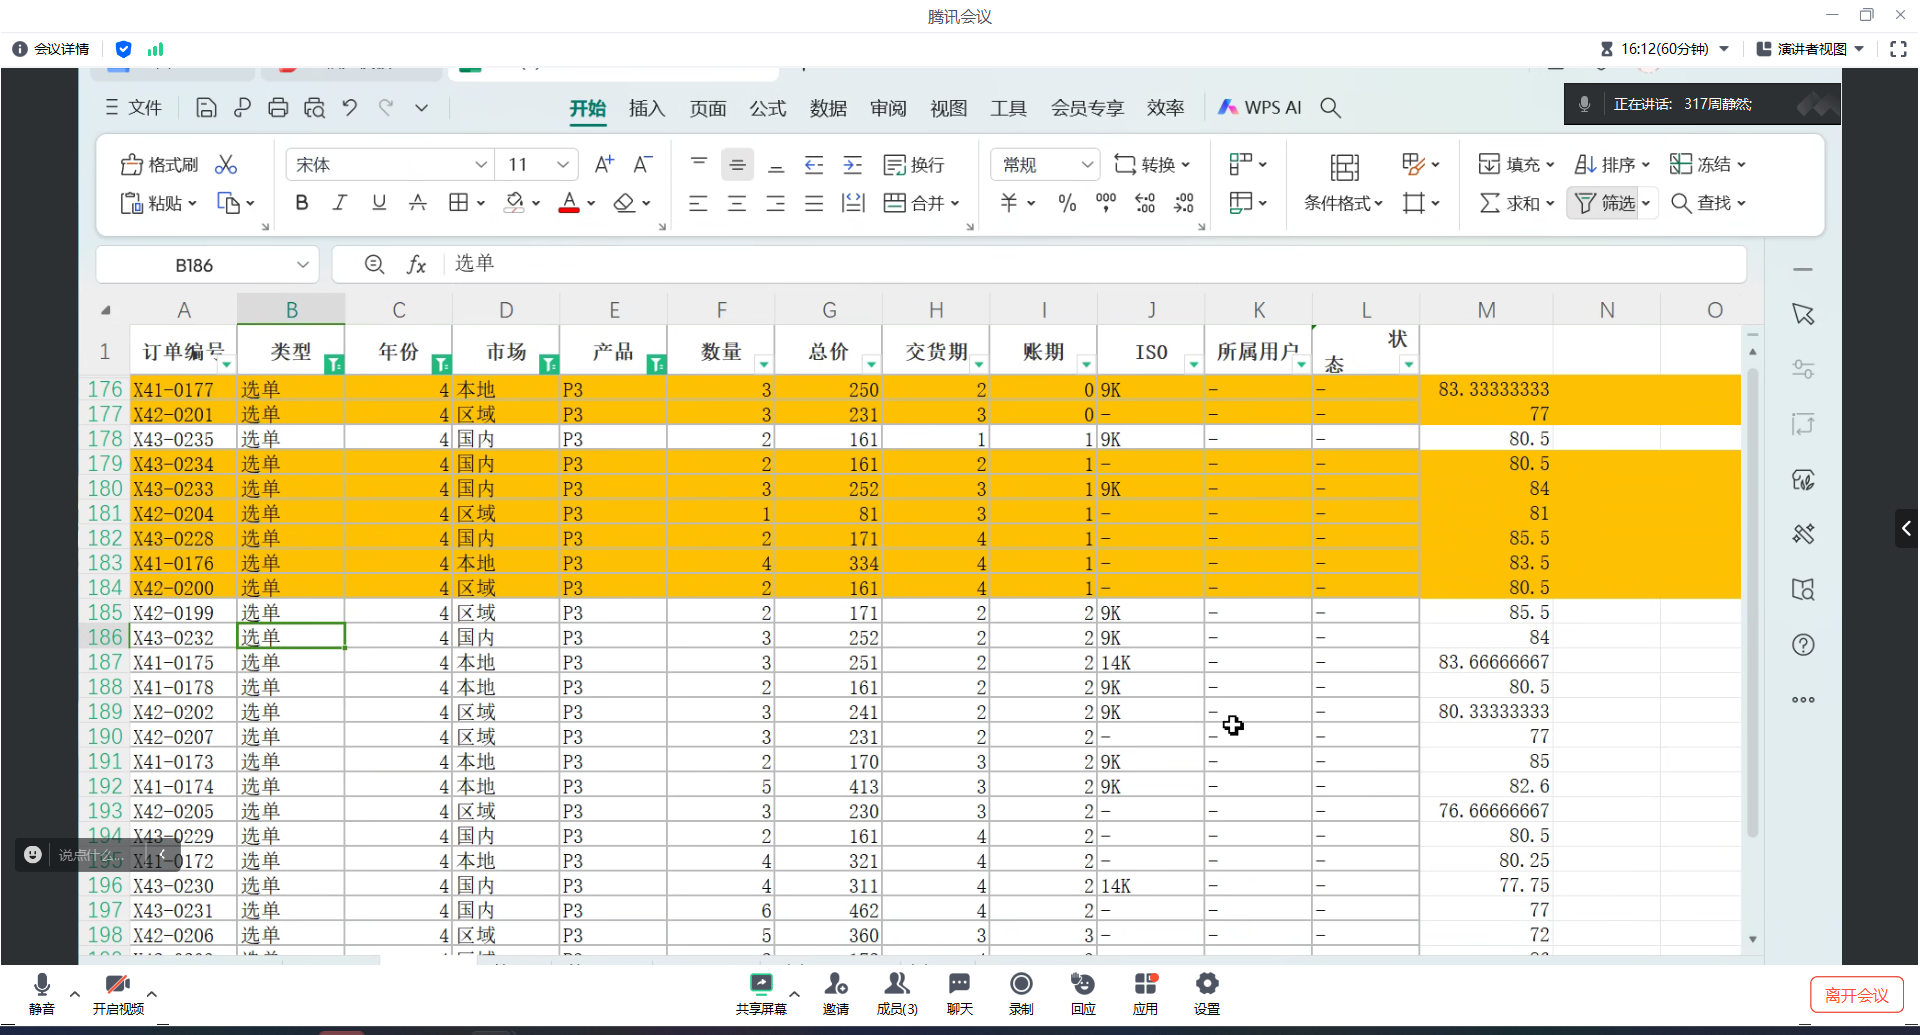 腾讯会议
会议详情
16:12(60分钟)
演讲者视图
文件
开始 插入 页面 公式 数据 审阅 视图 工具 会员专享 效率 WPS AI
正在讲话: 317周静然;
格式刷 宋体 11 A+ A- 换行 常规 转换 填充 排序 冻结
粘贴 B I U A A 合并 ¥ % 条件格式 求和 筛选 查找
B186 fx 选单
A B C D E F G H I J K L M N O
1 订单编号 类型 年份 市场 产品 数量 总价 交货期 账期 ISO 所属用户 状态
176 X41-0177 选单 4 本地 P3 3 250 2 0 9K - - 83.33333333
177 X42-0201 选单 4 区域 P3 3 231 3 0 - - - 77
178 X43-0235 选单 4 国内 P3 2 161 1 1 9K - - 80.5
179 X43-0234 选单 4 国内 P3 2 161 2 1 - - - 80.5
180 X43-0233 选单 4 国内 P3 3 252 3 1 9K - - 84
181 X42-0204 选单 4 区域 P3 1 81 3 1 - - - 81
182 X43-0228 选单 4 国内 P3 2 171 4 1 - - - 85.5
183 X41-0176 选单 4 本地 P3 4 334 4 1 - - - 83.5
184 X42-0200 选单 4 区域 P3 2 161 4 1 - - - 80.5
185 X42-0199 选单 4 区域 P3 2 171 2 2 9K - - 85.5
186 X43-0232 选单 4 国内 P3 3 252 2 2 9K - - 84
187 X41-0175 选单 4 本地 P3 3 251 2 2 14K - - 83.66666667
188 X41-0178 选单 4 本地 P3 2 161 2 2 9K - - 80.5
189 X42-0202 选单 4 区域 P3 3 241 2 2 9K - - 80.33333333
190 X42-0207 选单 4 区域 P3 3 231 2 2 - - - 77
191 X41-0173 选单 4 本地 P3 2 170 3 2 9K - - 85
192 X41-0174 选单 4 本地 P3 5 413 3 2 9K - - 82.6
193 X42-0205 选单 4 区域 P3 3 230 3 2 - - - 76.66666667
194 X43-0229 选单 4 国内 P3 2 161 4 2 - - - 80.5
195 X41-0172 选单 4 本地 P3 4 321 4 2 - - - 80.25
说点什么...
196 X43-0230 选单 4 国内 P3 4 311 4 2 14K - - 77.75
197 X43-0231 选单 4 国内 P3 6 462 4 2 - - - 77
198 X42-0206 选单 4 区域 P3 5 360 3 3 - - - 72
静音 开启视频 共享屏幕 邀请 成员(3) 聊天 录制 回应 应用 设置 离开会议